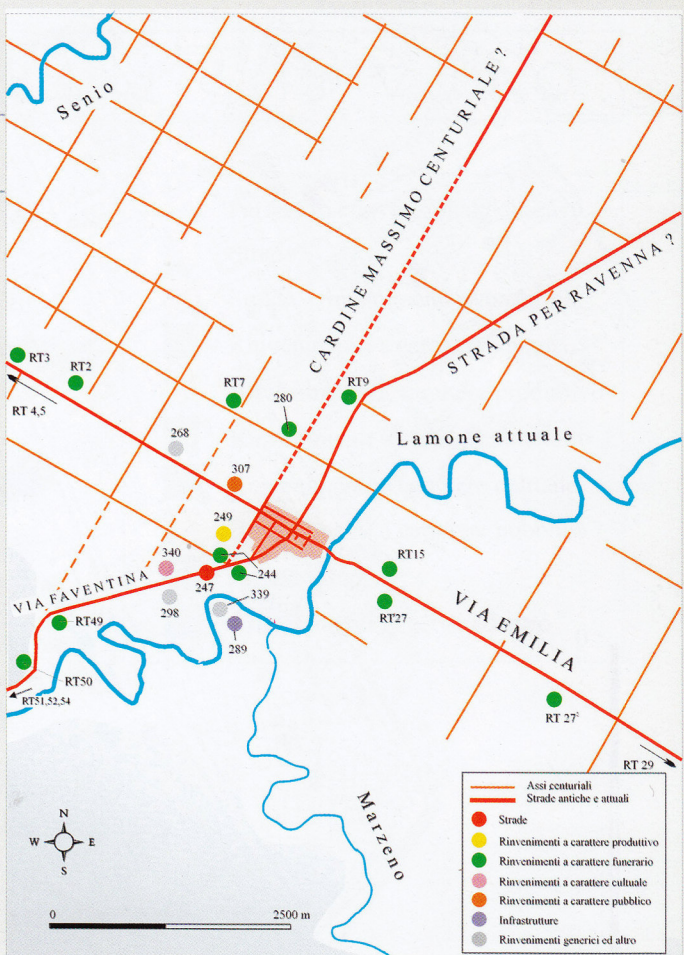 Senio
CARDINE MASSIMO CENTURIALE ?
STRADA PER RAVENNA ?
RT3
RT2
RT 4,5
RT7
280
RT9
268
Lamone attuale
307
249
340
244
247
RT15
VIA FAVENTINA
298
339
RT27
VIA EMILIA
RT49
289
RT50
RT51,52,54
RT 27²
RT 29
Marzeno
N
W
E
S
0
2500 m
Assi centuriali
Strade antiche e attuali
Strade
Rinvenimenti a carattere produttivo
Rinvenimenti a carattere funerario
Rinvenimenti a carattere cultuale
Rinvenimenti a carattere pubblico
Infrastrutture
Rinvenimenti generici ed altro